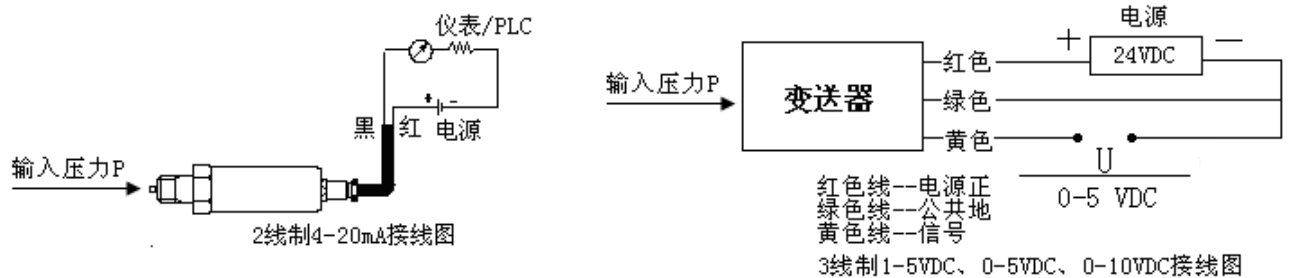 仪表/PLC
黑 红
+ -
电源
输入压力P
2线制4-20mA接线图
电源
+ 24VDC —
输入压力P
变送器
红色
绿色
黄色
U
0-5 VDC
红色线--电源正
绿色线--公共地
黄色线--信号
3线制1-5VDC、0-5VDC、0-10VDC接线图